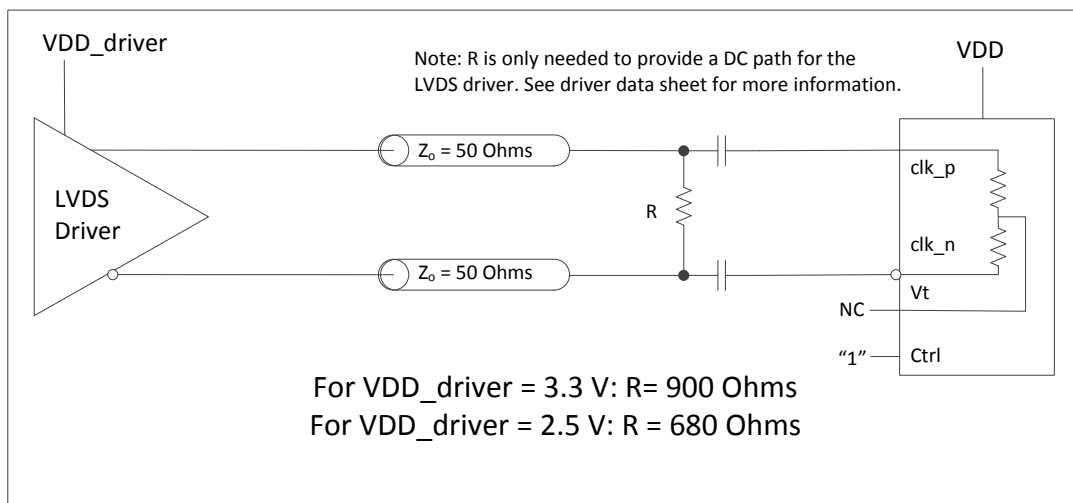 VDD_driver
Note: R is only needed to provide a DC path for the
LVDS driver. See driver data sheet for more information.
VDD
Zo = 50 Ohms
clk_p
LVDS
Driver
R
clk_n
Zo = 50 Ohms
Vt
NC
“1”
Ctrl
For VDD_driver = 3.3 V: R= 900 Ohms
For VDD_driver = 2.5 V: R = 680 Ohms